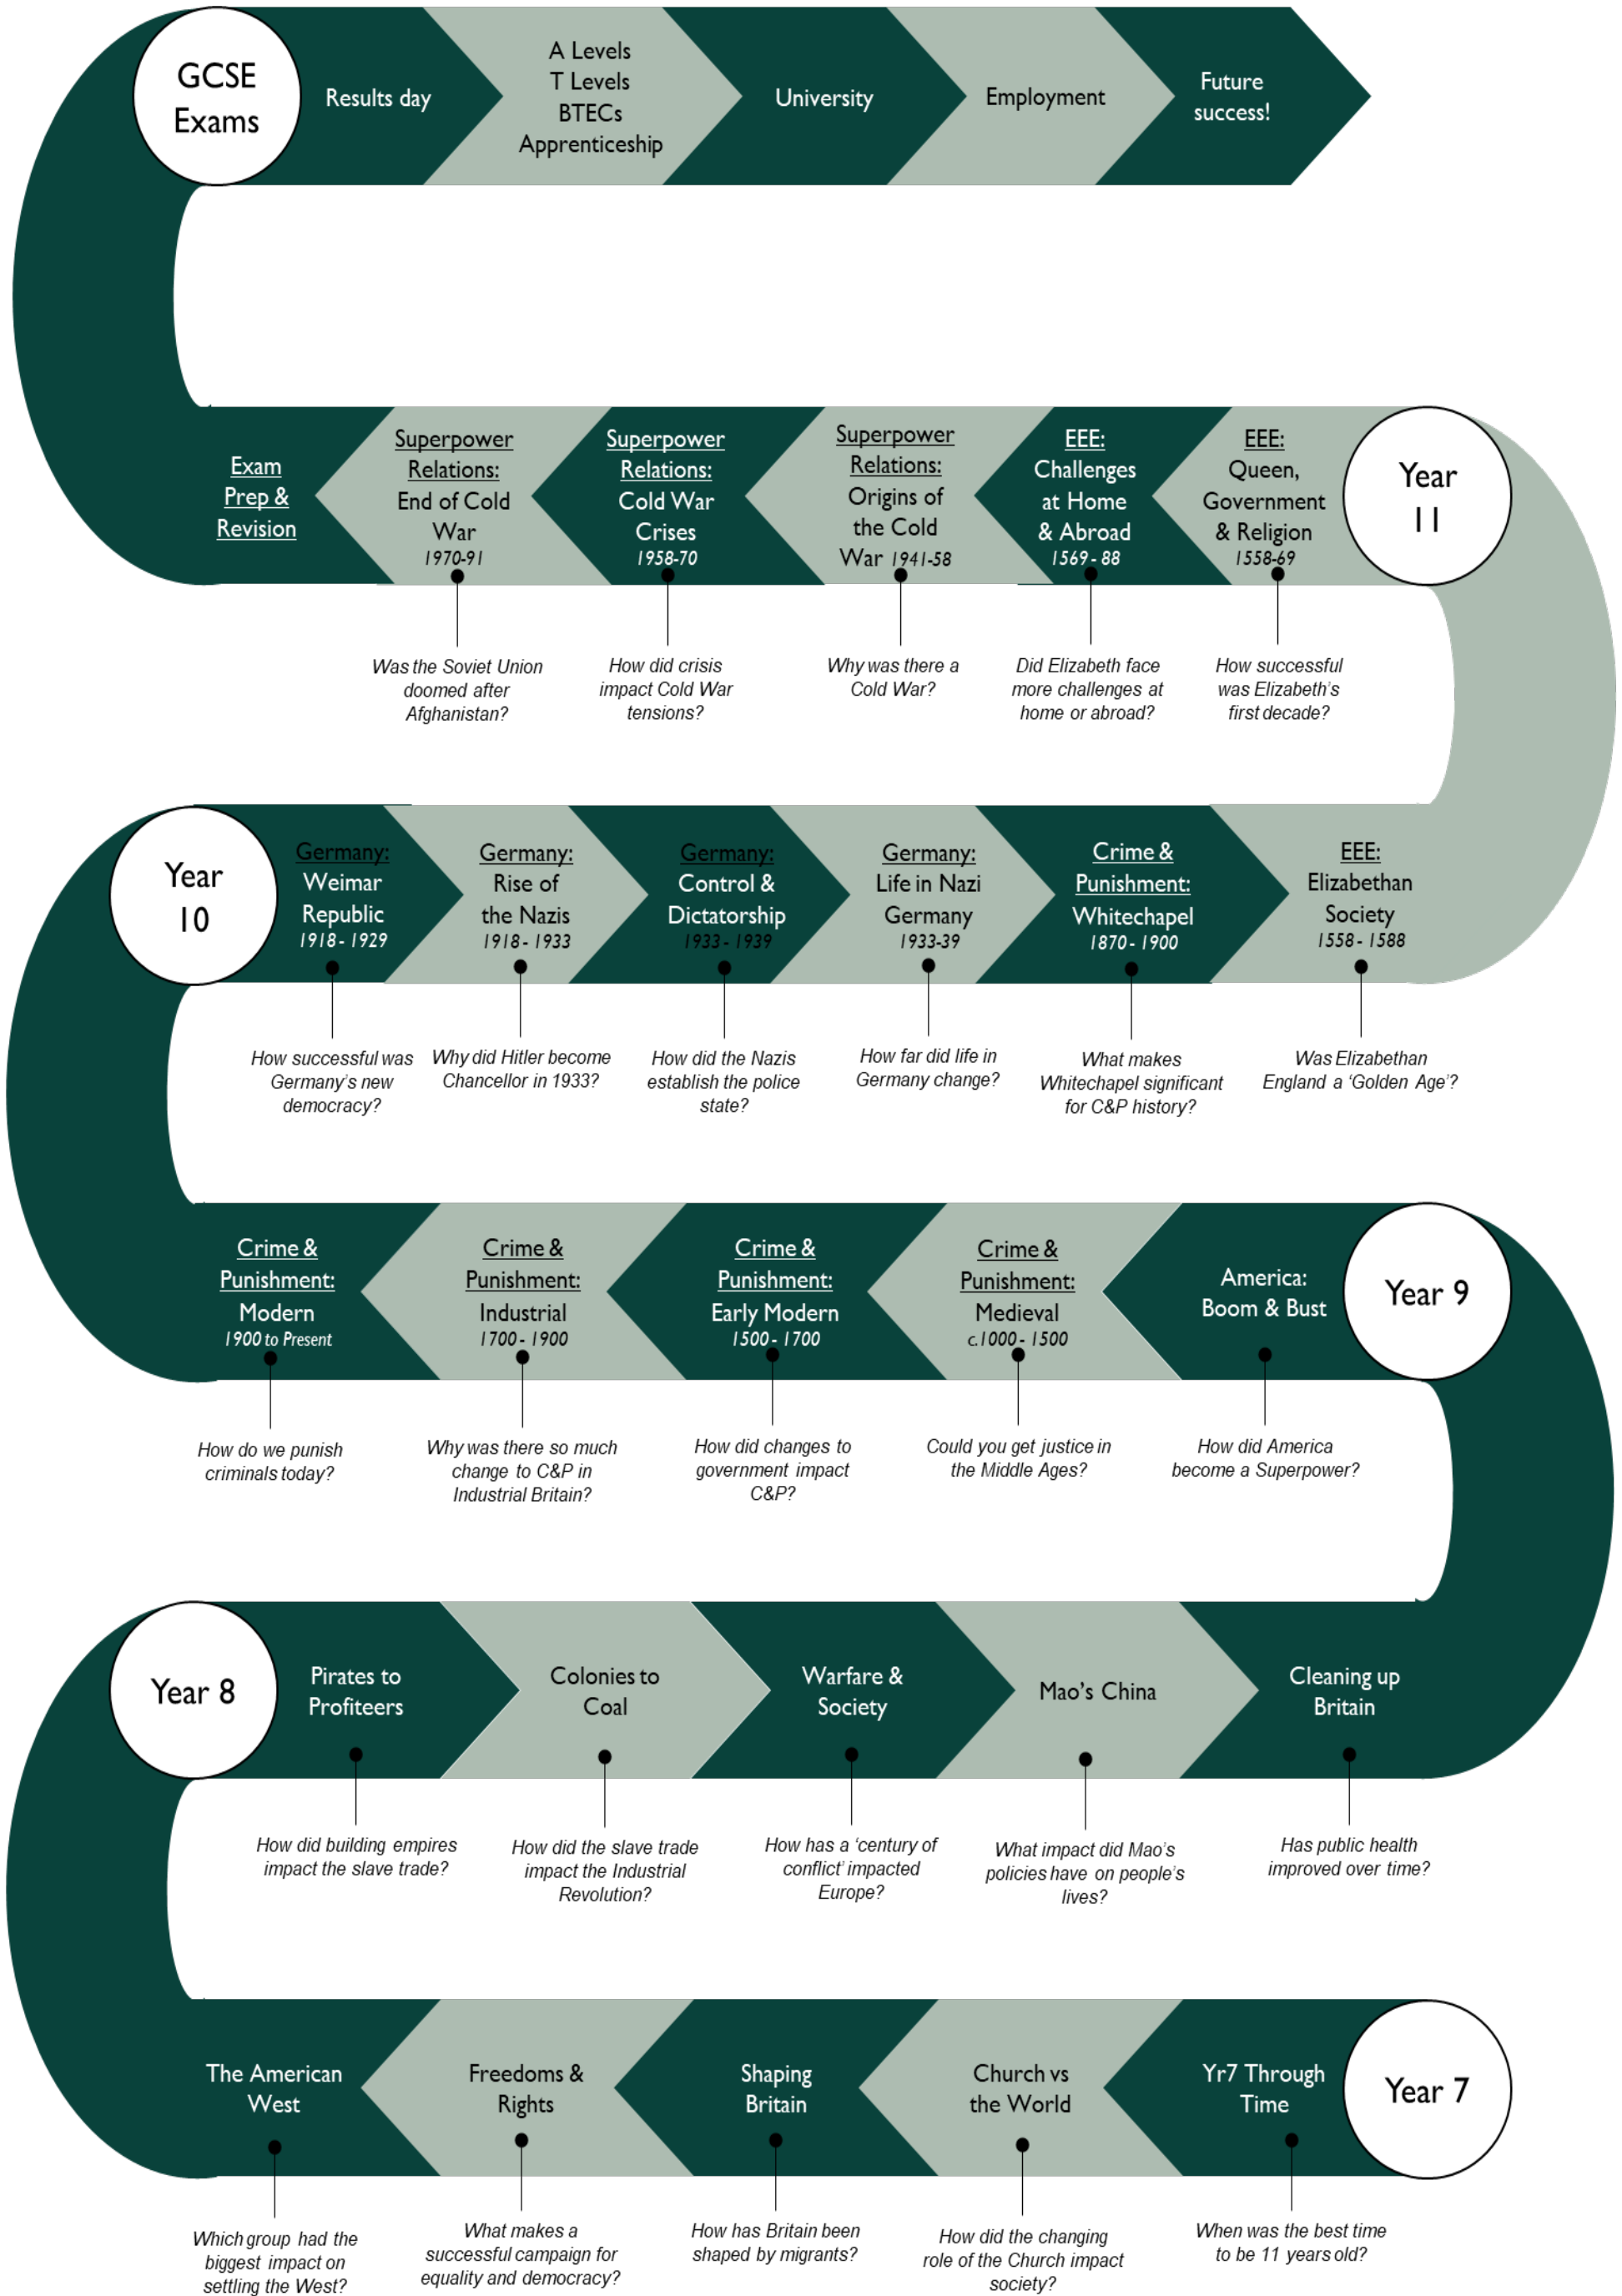 GCSE
Exams
Results day
A Levels
T Levels
BTECs
Apprenticeship
University
Employment
Future
success!
Exam
Prep &
Revision
Superpower
Relations:
End of Cold
War
1970-91
Superpower
Relations:
Cold War
Crises
1958-70
Superpower
Relations:
Origins of
the Cold
War 1941-58
EEE:
Challenges
at Home
& Abroad
1569 - 88
EEE:
Queen,
Government
& Religion
1558-69
Year
11
Was the Soviet Union
doomed after
Afghanistan?
How did crisis
impact Cold War
tensions?
Why was there a
Cold War?
Did Elizabeth face
more challenges at
home or abroad?
How successful
was Elizabeth's
first decade?
Year
10
Germany:
Weimar
Republic
1918 - 1929
Germany:
Rise of
the Nazis
1918 - 1933
Germany:
Control &
Dictatorship
1933 - 1939
Germany:
Life in Nazi
Germany
1933-39
Crime &
Punishment:
Whitechapel
1870 - 1900
EEE:
Elizabethan
Society
1558 - 1588
How successful was
Germany's new
democracy?
Why did Hitler become
Chancellor in 1933?
How did the Nazis
establish the police
state?
How far did life in
Germany change?
What makes
Whitechapel significant
for C&P history?
Was Elizabethan
England a ‘Golden Age’?
Crime &
Punishment:
Modern
1900 to Present
Crime &
Punishment:
Industrial
1700 - 1900
Crime &
Punishment:
Early Modern
1500 - 1700
Crime &
Punishment:
Medieval
c.1000 - 1500
America:
Boom & Bust
Year 9
How do we punish
criminals today?
Why was there so much
change to C&P in
Industrial Britain?
How did changes to
government impact
C&P?
Could you get justice in
the Middle Ages?
How did America
become a Superpower?
Year 8
Pirates to
Profiteers
Colonies to
Coal
Warfare &
Society
Mao's China
Cleaning up
Britain
How did building empires
impact the slave trade?
How did the slave trade
impact the Industrial
Revolution?
How has a ‘century of
conflict’ impacted
Europe?
What impact did Mao's
policies have on people's
lives?
Has public health
improved over time?
The American
West
Freedoms &
Rights
Shaping
Britain
Church vs
the World
Yr7 Through
Time
Year 7
Which group had the
biggest impact on
settling the West?
What makes a
successful campaign for
equality and democracy?
How has Britain been
shaped by migrants?
How did the changing
role of the Church impact
society?
When was the best time
to be 11 years old?